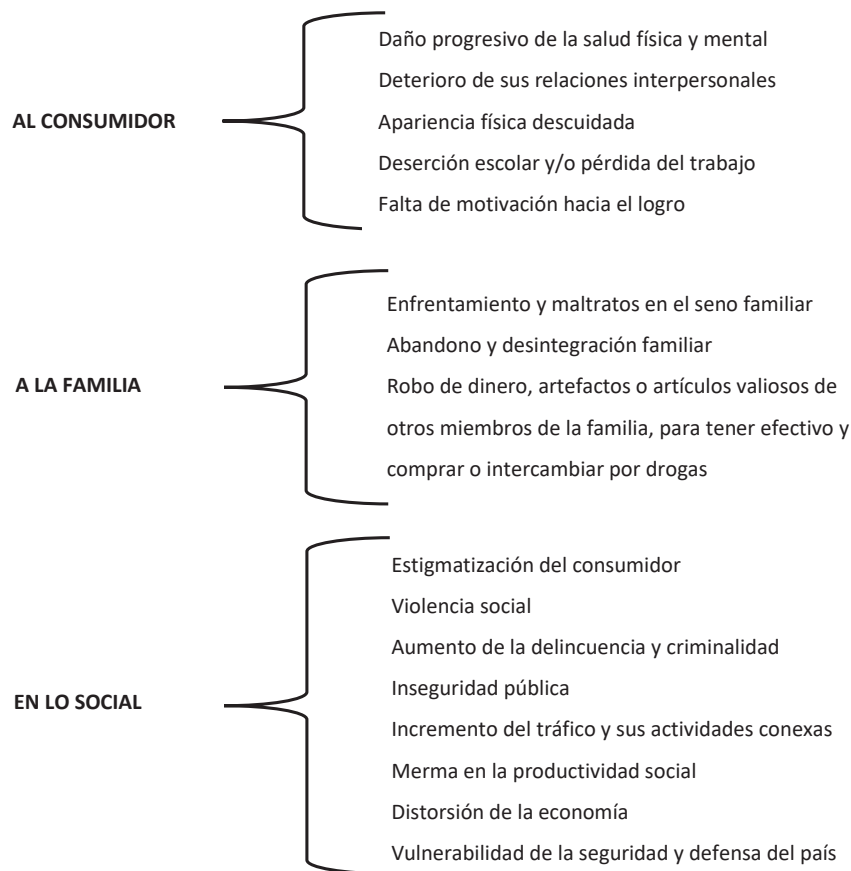 AL CONSUMIDOR
Daño progresivo de la salud física y mental
Deterioro de sus relaciones interpersonales
Apariencia física descuidada
Deserción escolar y/o pérdida del trabajo
Falta de motivación hacia el logro
A LA FAMILIA
Enfrentamiento y maltratos en el seno familiar
Abandono y desintegración familiar
Robo de dinero, artefactos o artículos valiosos de
otros miembros de la familia, para tener efectivo y
comprar o intercambiar por drogas
EN LO SOCIAL
Estigmatización del consumidor
Violencia social
Aumento de la delincuencia y criminalidad
Inseguridad pública
Incremento del tráfico y sus actividades conexas
Merma en la productividad social
Distorsión de la economía
Vulnerabilidad de la seguridad y defensa del país